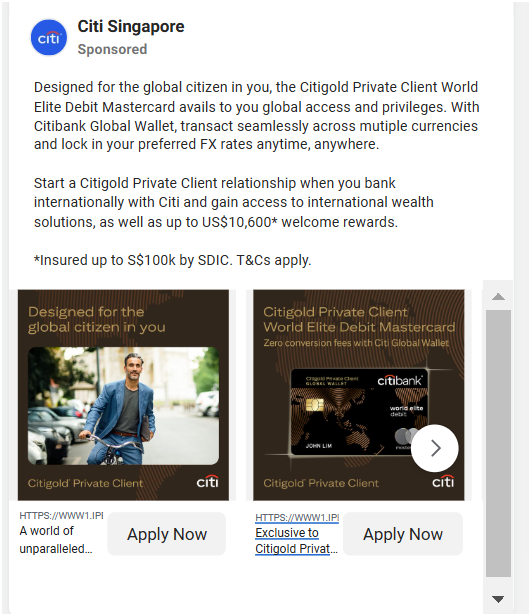 Citi Singapore
Sponsored
Designed for the global citizen in you, the Citigold Private Client World
Elite Debit Mastercard avails to you global access and privileges. With
Citibank Global Wallet, transact seamlessly across mutiple currencies
and lock in your preferred FX rates anytime, anywhere.
Start a Citigold Private Client relationship when you bank
internationally with Citi and gain access to international wealth
solutions, as well as up to US$10,600* welcome rewards.
*Insured up to S$100k by SDIC. T&Cs apply.
Designed for the
global citizen in you
Citigold® Private Client
citi
HTTPS://WWW1.IPI
A world of
unparalleled...
Apply Now
Citigold Private Client
World Elite Debit Mastercard
Zero conversion fees with Citi Global Wallet
Citigold Private Client
GLOBAL WALLET
citibank®
world elite
debit
JOHN LIM
Citigold® Private Client
citi
HTTPS://WWW1.IPI
Exclusive to
Citigold Privat...
Apply Now